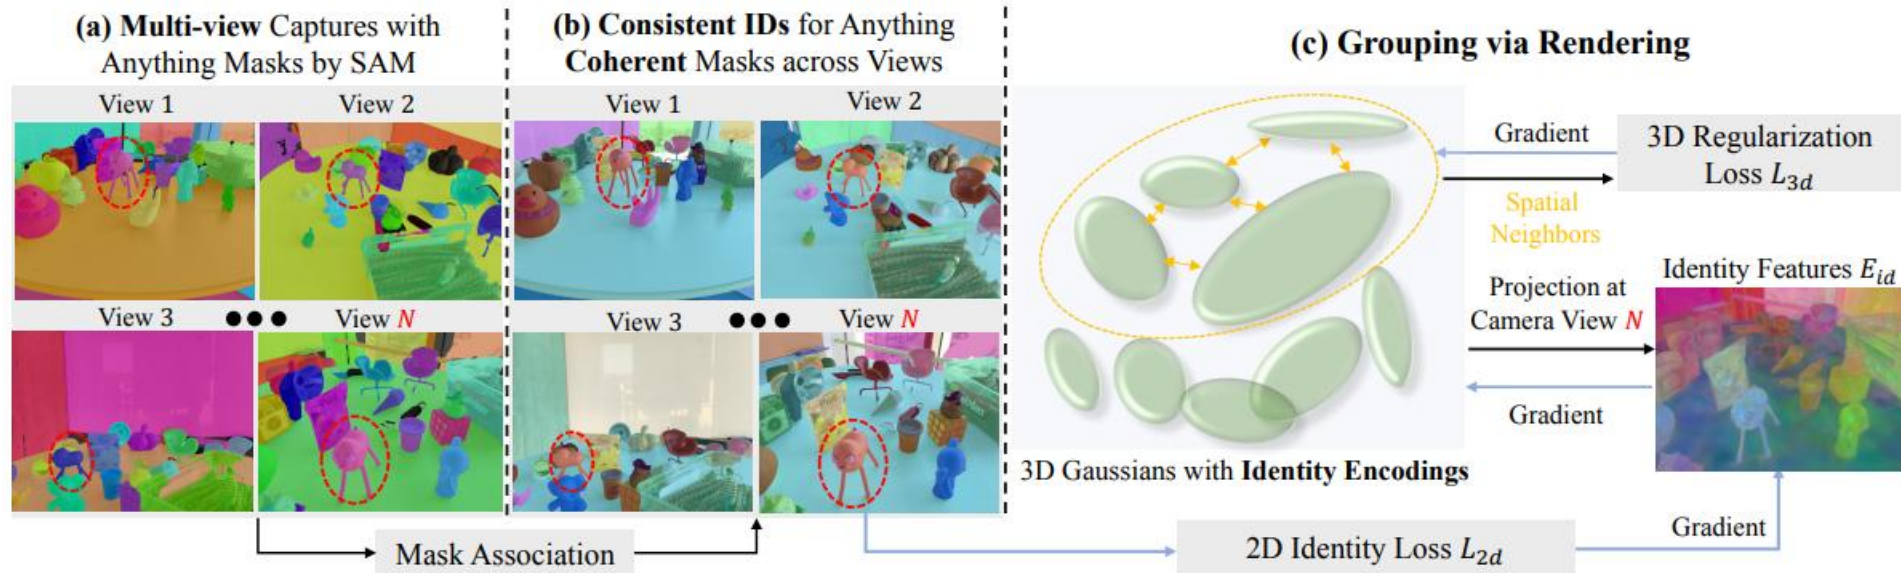 (a) Multi-view Captures with
Anything Masks by SAM
View 1
View 2
View 3
View N
(b) Consistent IDs for Anything
Coherent Masks across Views
View 1
View 2
View 3
View N
Mask Association
(c) Grouping via Rendering
Gradient
3D Regularization
Loss L3d
Spatial
Neighbors
Projection at
Camera View N
Identity Features Eid
Gradient
3D Gaussians with Identity Encodings
2D Identity Loss L2d
Gradient